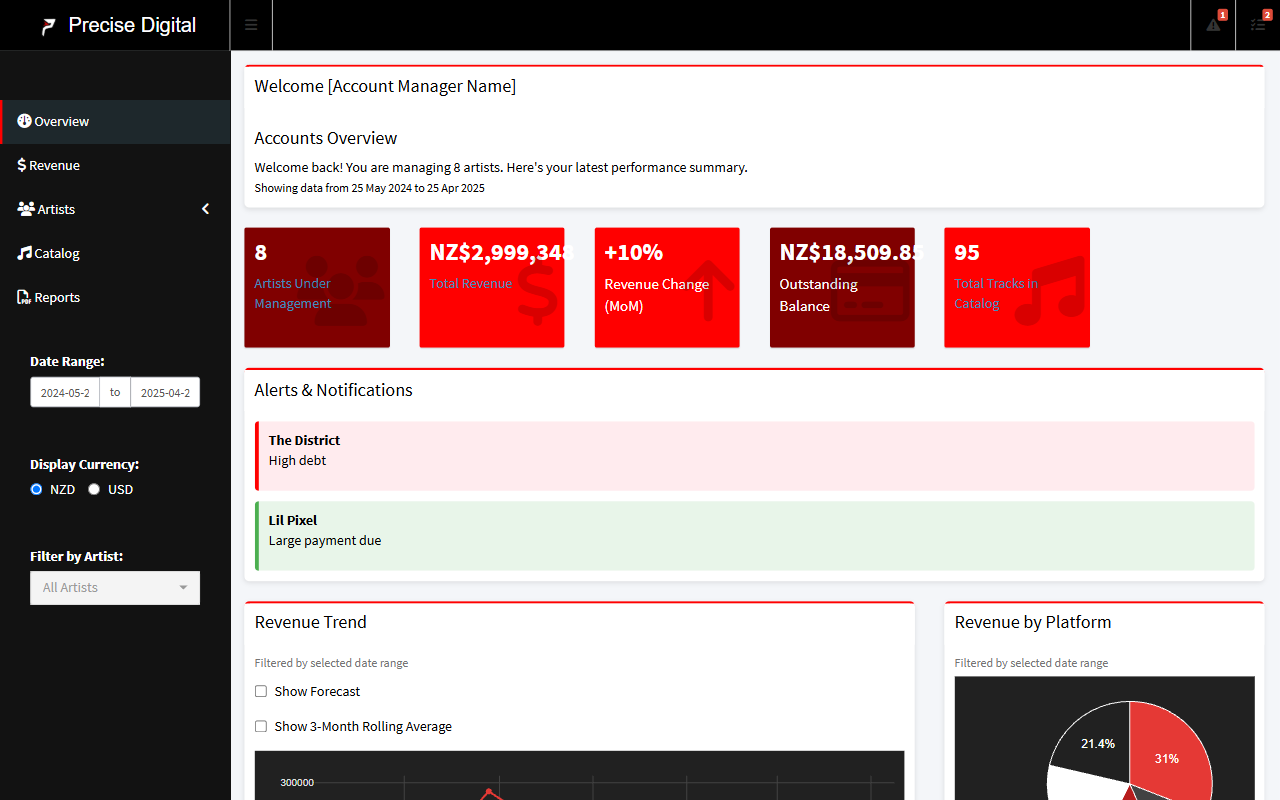 Precise Digital
1
2
Overview
Revenue
Artists
Catalog
Reports
Date Range:
2024-05-2 to 2025-04-2
Display Currency:
NZD USD
Filter by Artist:
All Artists
Welcome [Account Manager Name]
Accounts Overview
Welcome back! You are managing 8 artists. Here's your latest performance summary.
Showing data from 25 May 2024 to 25 Apr 2025
8
Artists Under
Management
NZ$2,999,348
Total Revenue
+10%
Revenue Change
(MoM)
NZ$18,509.85
Outstanding
Balance
95
Total Tracks in
Catalog
Alerts & Notifications
The District
High debt
Lil Pixel
Large payment due
Revenue Trend
Filtered by selected date range
Show Forecast
Show 3-Month Rolling Average
300000
Revenue by Platform
Filtered by selected date range
21.4%
31%